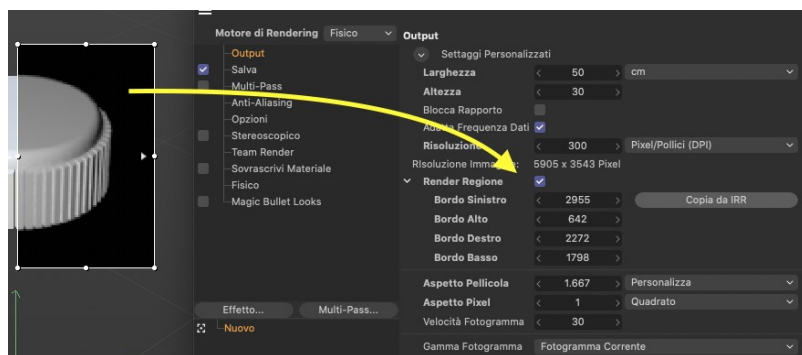 Motore di Rendering Fisico
Output
Salva
Multi-Pass
Anti-Aliasing
Opzioni
Stereoscopico
Team Render
Sovrascrivi Materiale
Fisico
Magic Bullet Looks
Effetto... Multi-Pass...
Nuovo
Output
Settaggi Personalizzati
Larghezza 50 cm
Altezza 30
Blocca Rapporto
Adatta Frequenza Dati
Risoluzione 300 Pixel/Pollici (DPI)
RIsoluzione Immagine: 5905 x 3543 Pixel
Render Regione
Bordo Sinistro 2955 Copia da IRR
Bordo Alto 642
Bordo Destro 2272
Bordo Basso 1798
Aspetto Pellicola 1.667 Personalizza
Aspetto Pixel 1 Quadrato
Velocità Fotogramma 30
Gamma Fotogramma Fotogramma Corrente